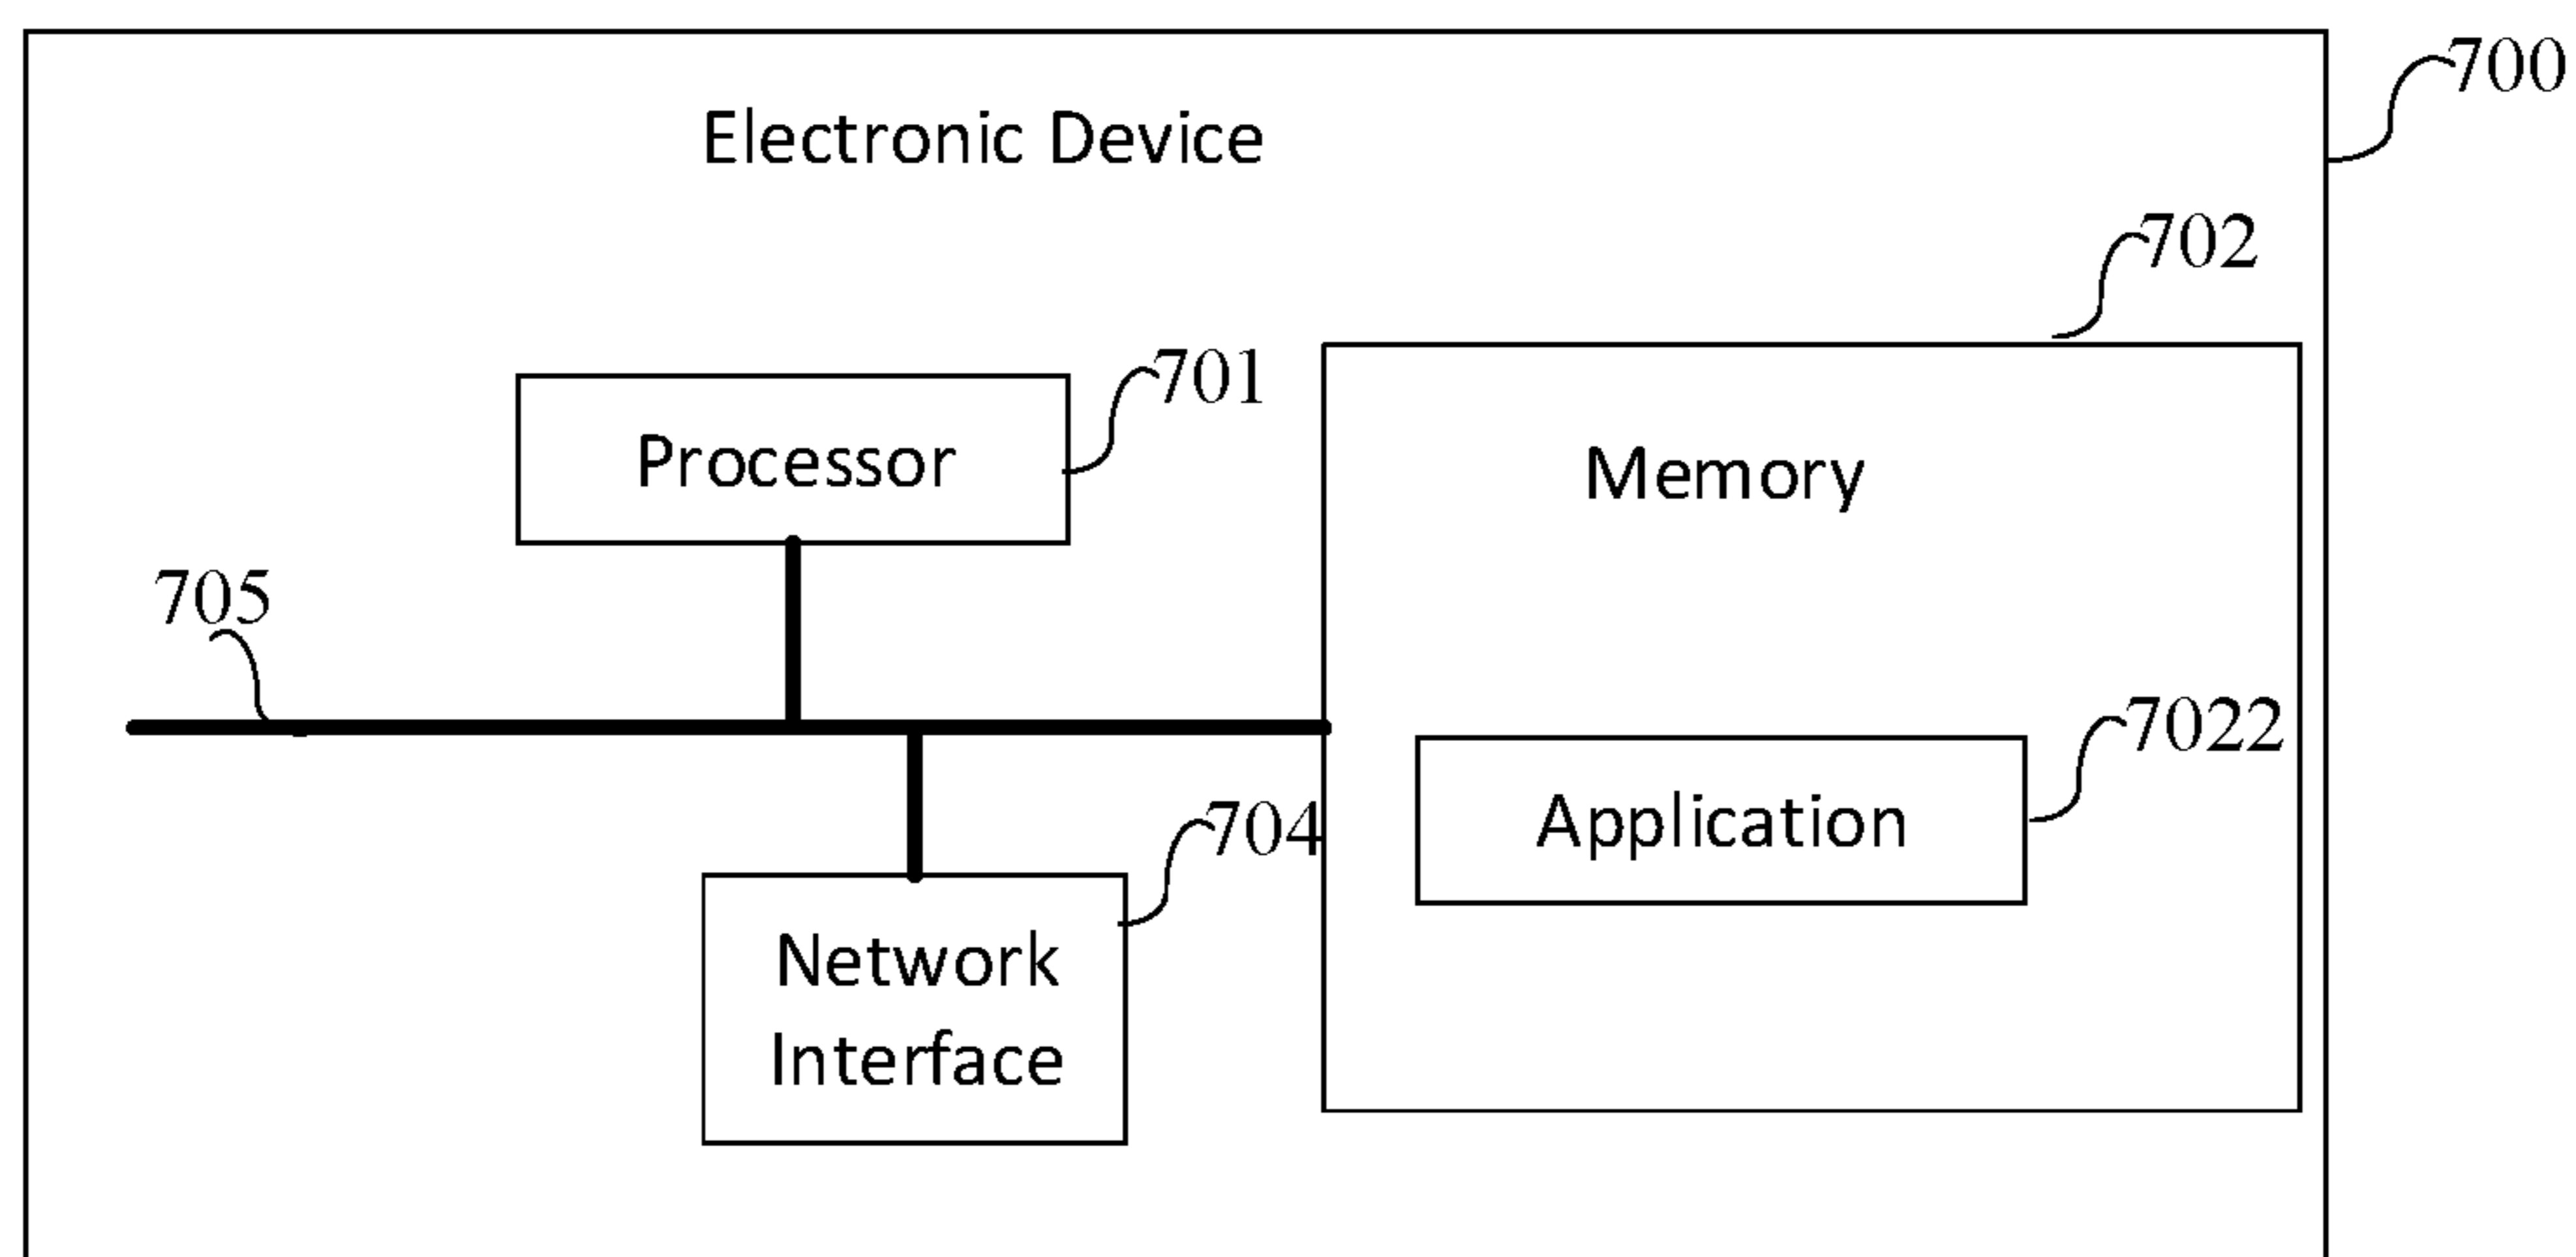 700
Electronic Device
702
701
Processor
Memory
705
7022
704
Application
Network
Interface